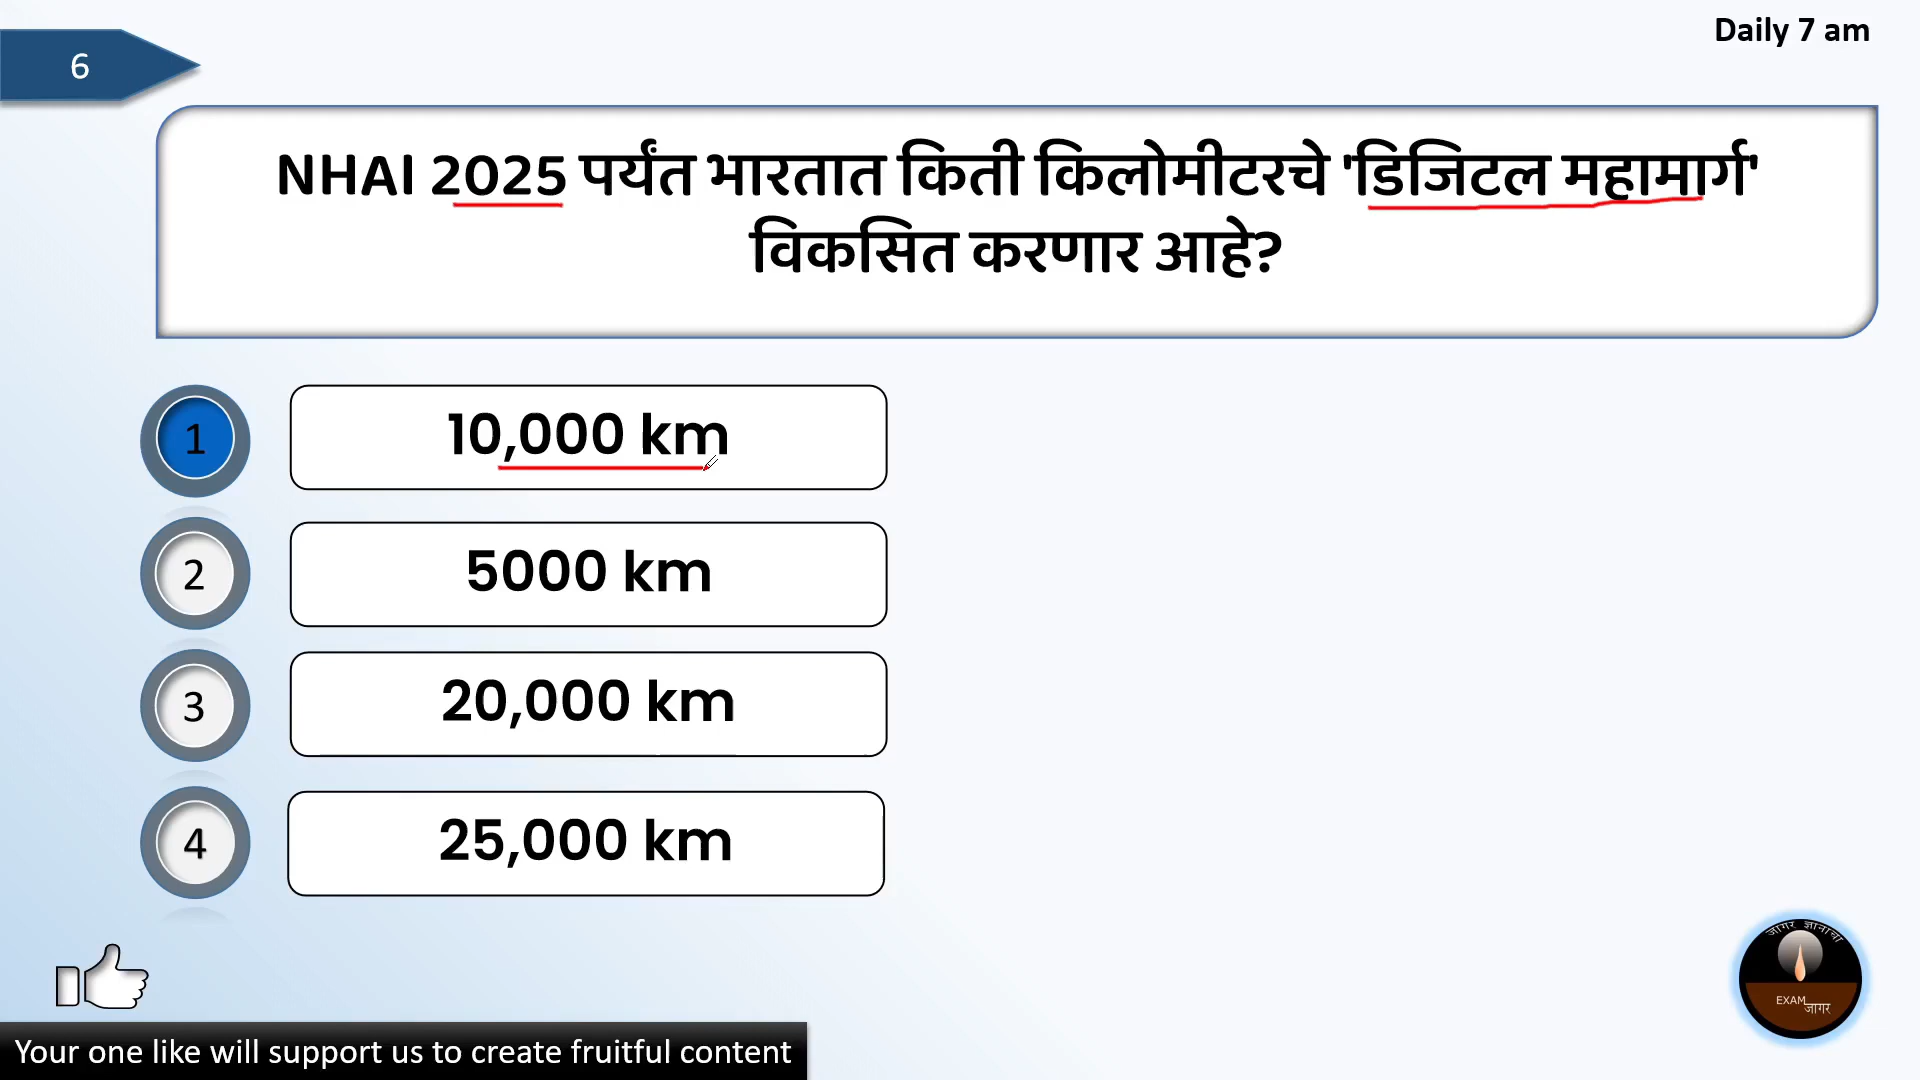 Daily 7 am
6
NHAI 2025 पर्यंत भारतात किती किलोमीटरचे 'डिजिटल महामार्ग'
विकसित करणार आहे?
1
10,000 km
2
5000 km
3
20,000 km
4
25,000 km
जागर ज्ञानाचा
EXAM
जागर
Your one like will support us to create fruitful content